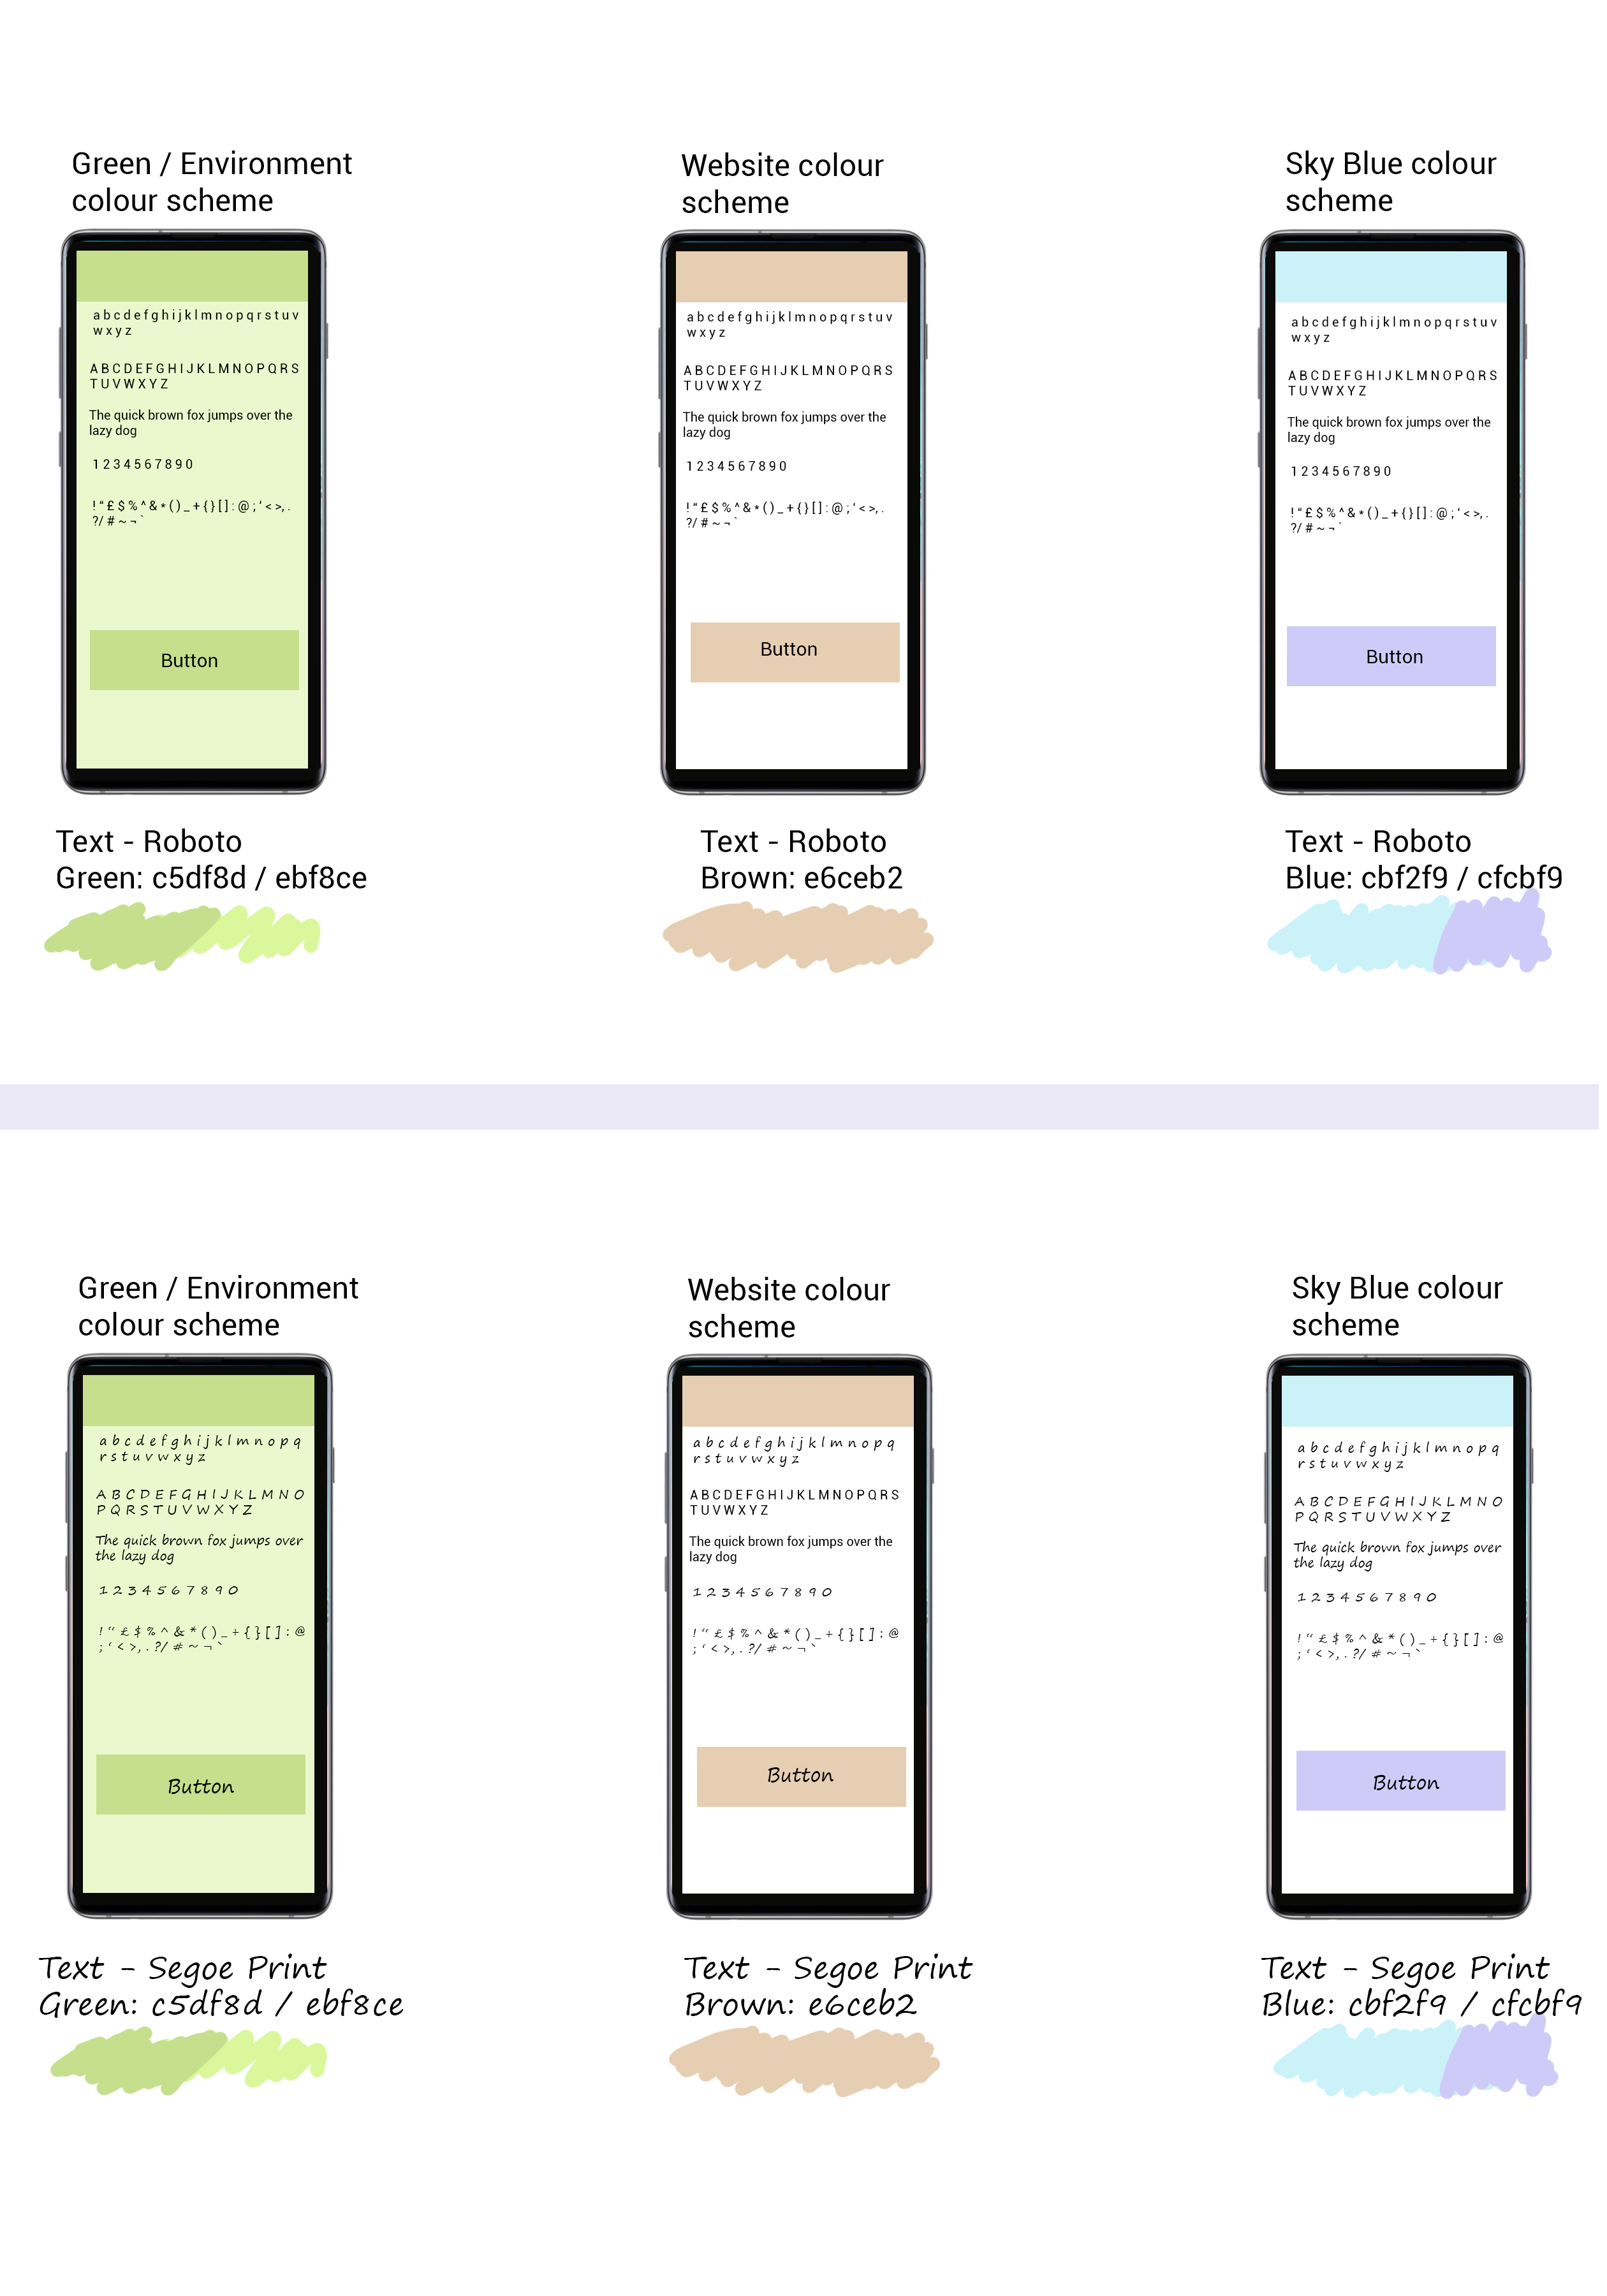 Green / Environment
colour scheme
a b c d e f g h i j k l m n o p q r s t u v
w x y z
A B C D E F G H I J K L M N O P Q R S
T U V W X Y Z
The quick brown fox jumps over the
lazy dog
1 2 3 4 5 6 7 8 9 0
! “ £ $ % ^ & * ( ) _ + { } [ ] : @ ; ‘ < >, .
?/ # ~ ¬ `
Button
Text - Roboto
Green: c5df8d / ebf8ce
Website colour
scheme
a b c d e f g h i j k l m n o p q r s t u v
w x y z
A B C D E F G H I J K L M N O P Q R S
T U V W X Y Z
The quick brown fox jumps over the
lazy dog
1 2 3 4 5 6 7 8 9 0
! “ £ $ % ^ & * ( ) _ + { } [ ] : @ ; ‘ < >, .
?/ # ~ ¬ `
Button
Text - Roboto
Brown: e6ceb2
Sky Blue colour
scheme
a b c d e f g h i j k l m n o p q r s t u v
w x y z
A B C D E F G H I J K L M N O P Q R S
T U V W X Y Z
The quick brown fox jumps over the
lazy dog
1 2 3 4 5 6 7 8 9 0
! “ £ $ % ^ & * ( ) _ + { } [ ] : @ ; ‘ < >, .
?/ # ~ ¬ `
Button
Text - Roboto
Blue: cbf2f9 / cfcbf9
Green / Environment
colour scheme
a b c d e f g h i j k l m n o p q
r s t u v w x y z
A B C D E F G H I J K L M N O
P Q R S T U V W X Y Z
The quick brown fox jumps over
the lazy dog
1 2 3 4 5 6 7 8 9 0
! “ £ $ % ^ & * ( ) _ + { } [ ] : @
; ‘ < >, . ?/ # ~ ¬ `
Button
Text - Segoe Print
Green: c5df8d / ebf8ce
Website colour
scheme
a b c d e f g h i j k l m n o p q
r s t u v w x y z
A B C D E F G H I J K L M N O P Q R S
T U V W X Y Z
The quick brown fox jumps over the
lazy dog
1 2 3 4 5 6 7 8 9 0
! “ £ $ % ^ & * ( ) _ + { } [ ] : @
; ‘ < >, . ?/ # ~ ¬ `
Button
Text - Segoe Print
Brown: e6ceb2
Sky Blue colour
scheme
a b c d e f g h i j k l m n o p q
r s t u v w x y z
A B C D E F G H I J K L M N O
P Q R S T U V W X Y Z
The quick brown fox jumps over
the lazy dog
1 2 3 4 5 6 7 8 9 0
! “ £ $ % ^ & * ( ) _ + { } [ ] : @
; ‘ < >, . ?/ # ~ ¬ `
Button
Text - Segoe Print
Blue: cbf2f9 / cfcbf9